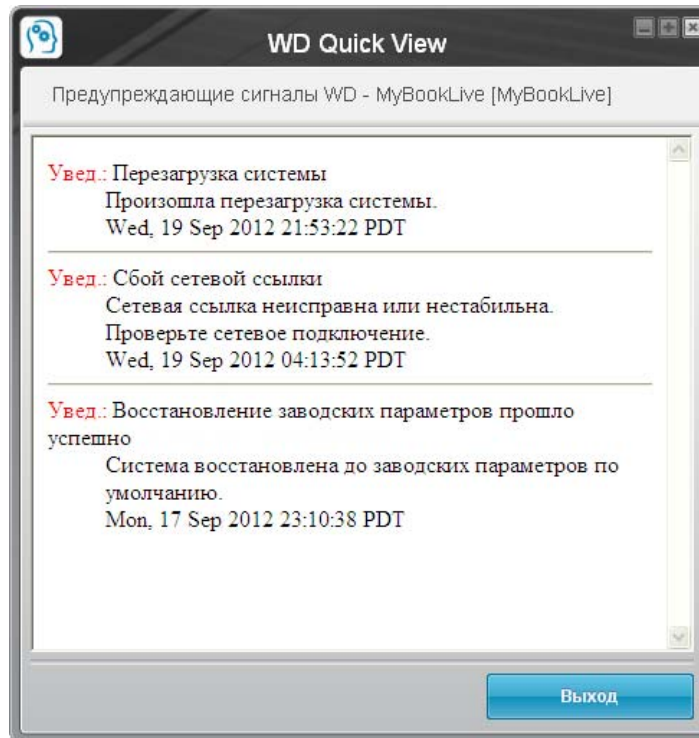 WD Quick View
Предупреждающие сигналы WD - MyBookLive [MyBookLive]
Увед.: Перезагрузка системы
Произошла перезагрузка системы.
Wed, 19 Sep 2012 21:53:22 PDT
Увед.: Сбой сетевой ссылки
Сетевая ссылка неисправна или нестабильна.
Проверьте сетевое подключение.
Wed, 19 Sep 2012 04:13:52 PDT
Увед.: Восстановление заводских параметров прошло
успешно
Система восстановлена до заводских параметров по
умолчанию.
Mon, 17 Sep 2012 23:10:38 PDT
Выход